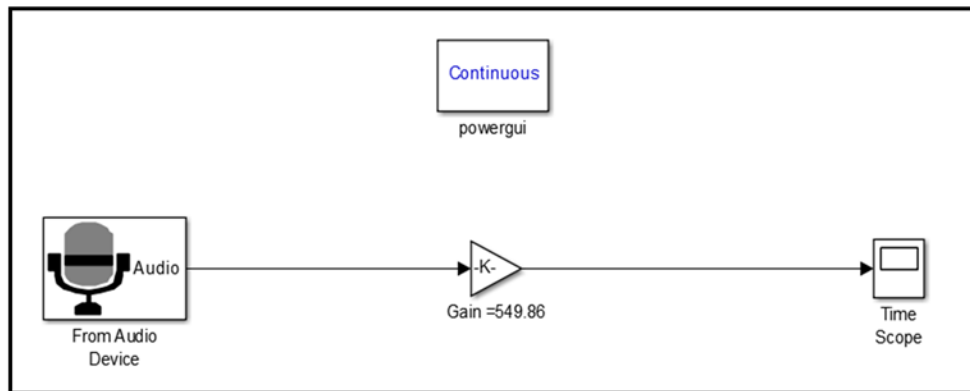 Continuous
powergui
Audio
-K-
From Audio
Device
Gain =549.86
Time
Scope